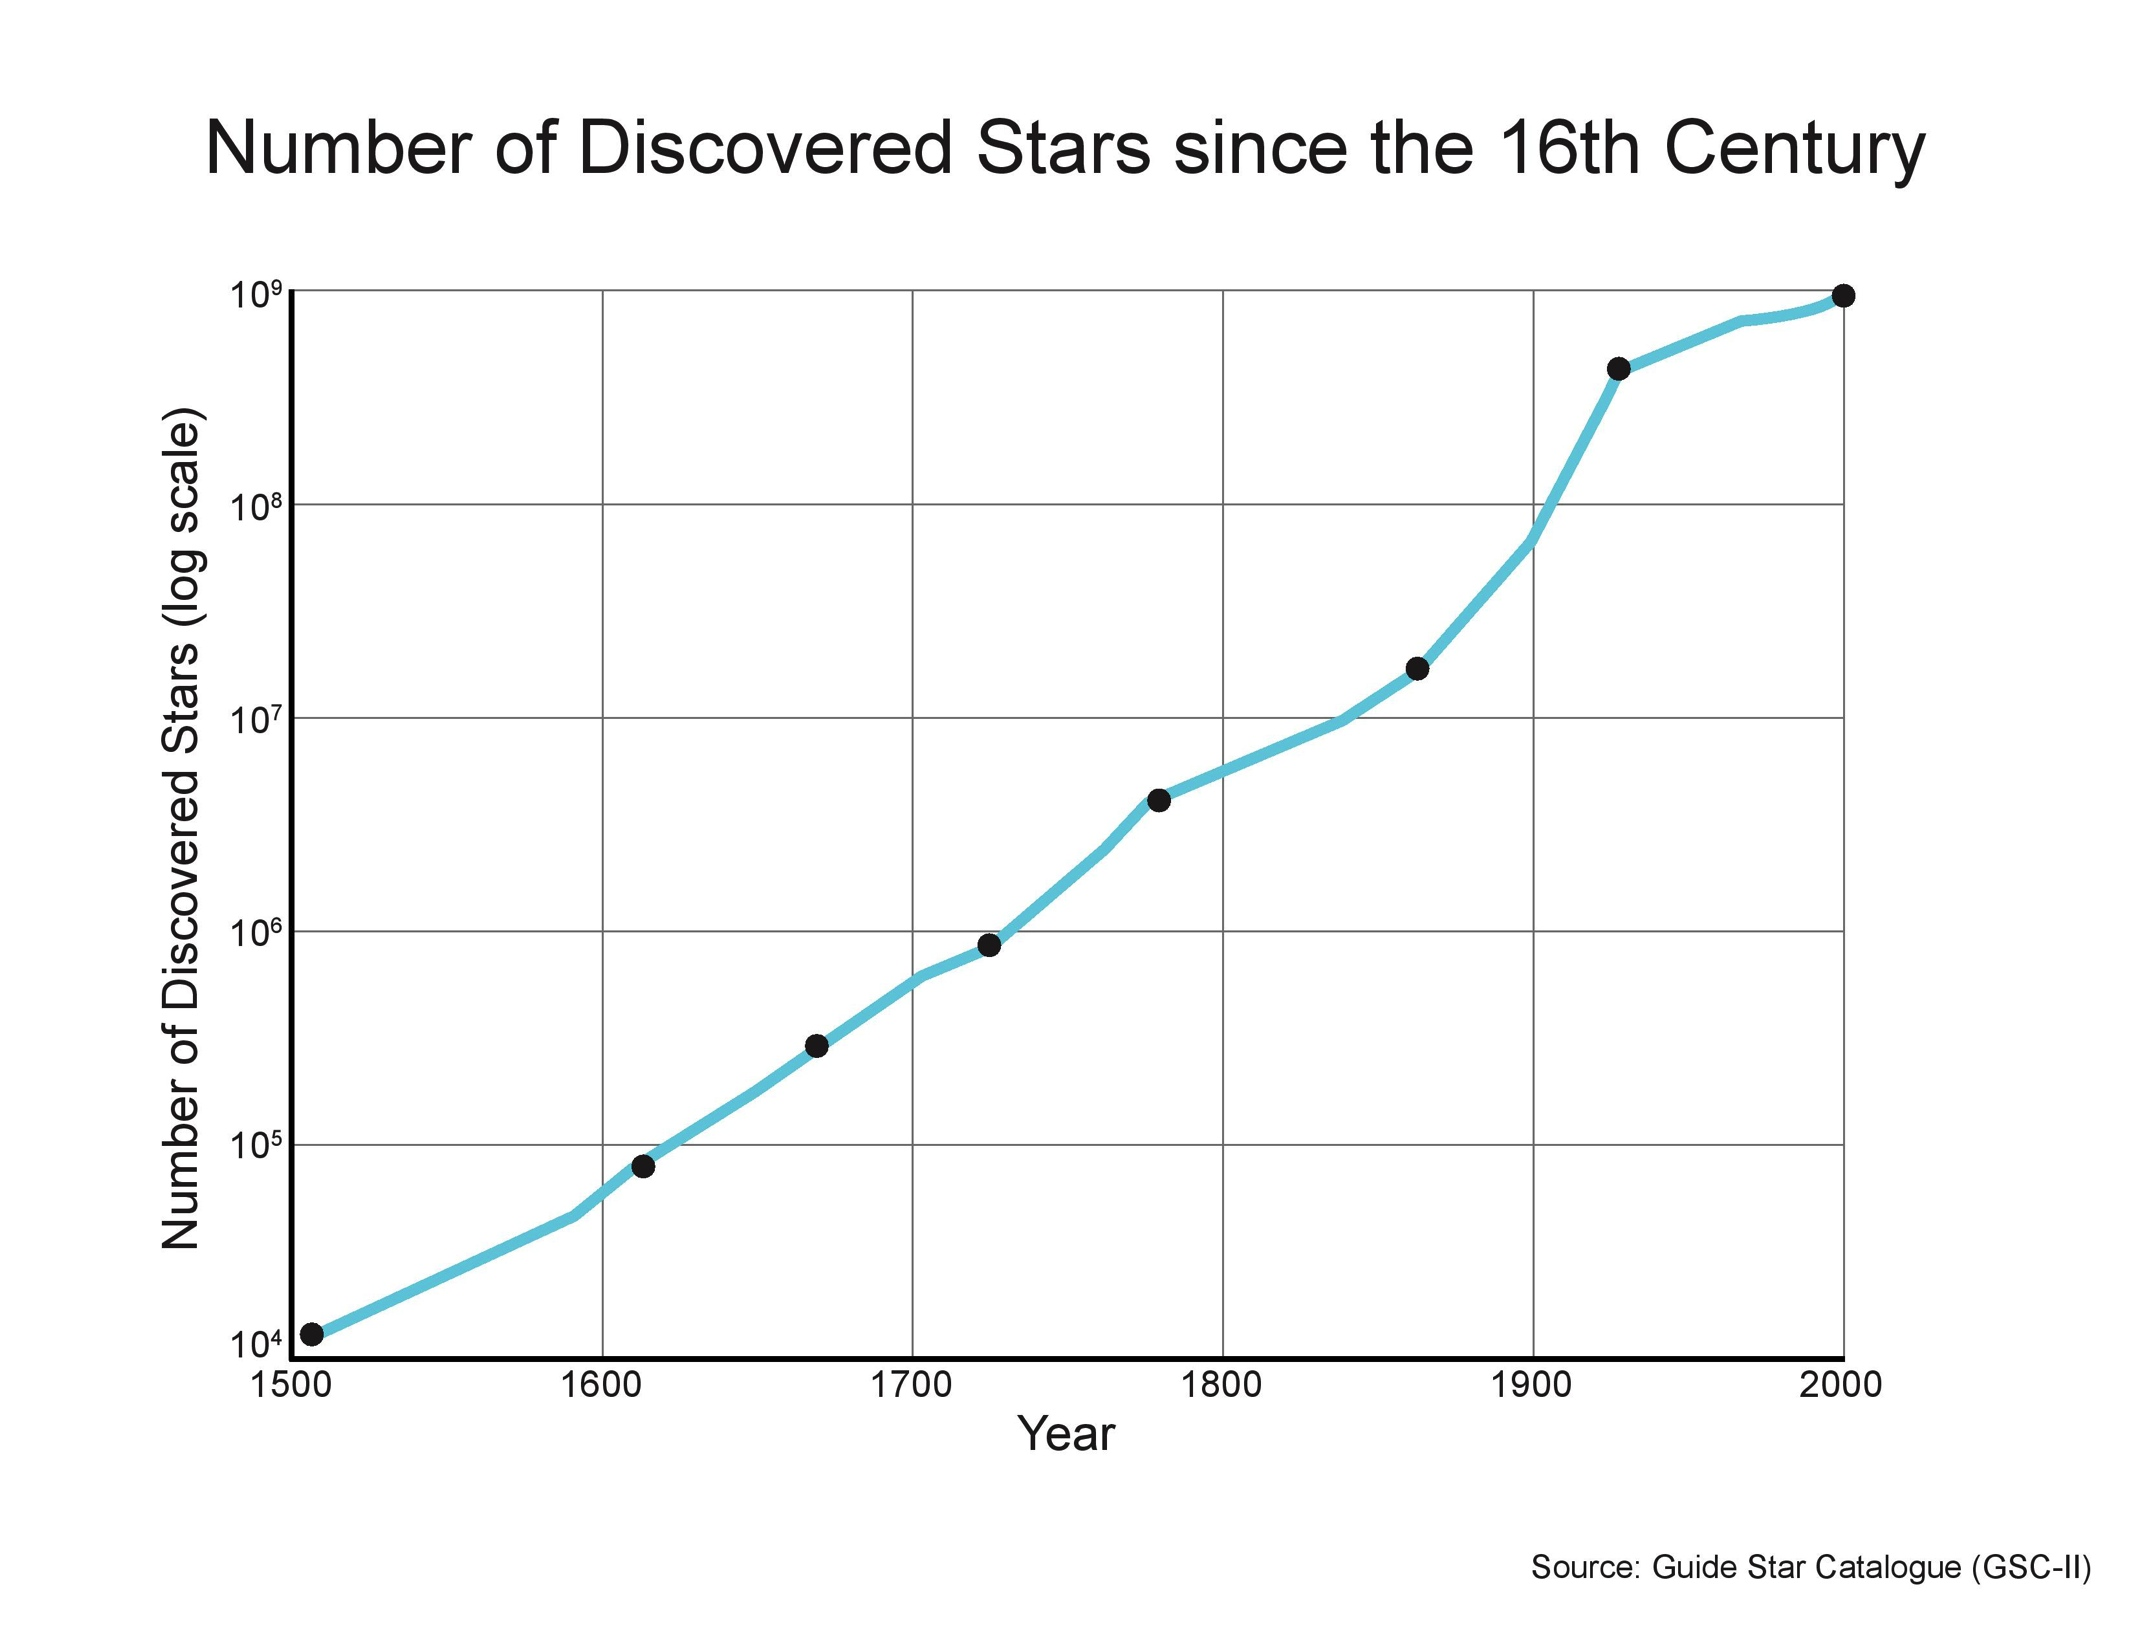 Number of Discovered Stars since the 16th Century
Number of Discovered Stars (log scale)
10⁹
10⁸
10⁷
10⁶
10⁵
10⁴
1500 1600 1700 1800 1900 2000
Year
Source: Guide Star Catalogue (GSC-II)